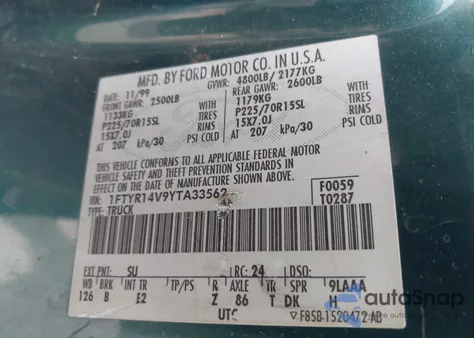 MFD. BY FORD MOTOR CO. IN U.S.A.
DATE: 11/99 GVWR: 4800LB/ 2177KG
FRONT GAWR: 2500LB REAR GAWR: 2600LB
1133KG WITH 1179KG WITH
P225/70R15SL TIRES P225/70R15SL TIRES
15X7.0J RIMS 15X7.0J RIMS
AT 207 kPa/30 PSI COLD AT 207 kPa/30 PSI COLD
THIS VEHICLE CONFORMS TO ALL APPLICABLE FEDERAL MOTOR
VEHICLE SAFETY AND THEFT PREVENTION STANDARDS IN EFFECT
ON THE DATE OF MANUFACTURE SHOWN ABOVE.
VIN: 1FTYR14V9YTA33562 F0059
TYPE: TRUCK T0287
EXT PNT: SU RC: 24 DSO:
WB BRK INT TR TP/PS R AXLE TR SPR 9LAAA
126 B E2 Z 86 T DK H
UTC F85B-1520472-AB
autoSnap